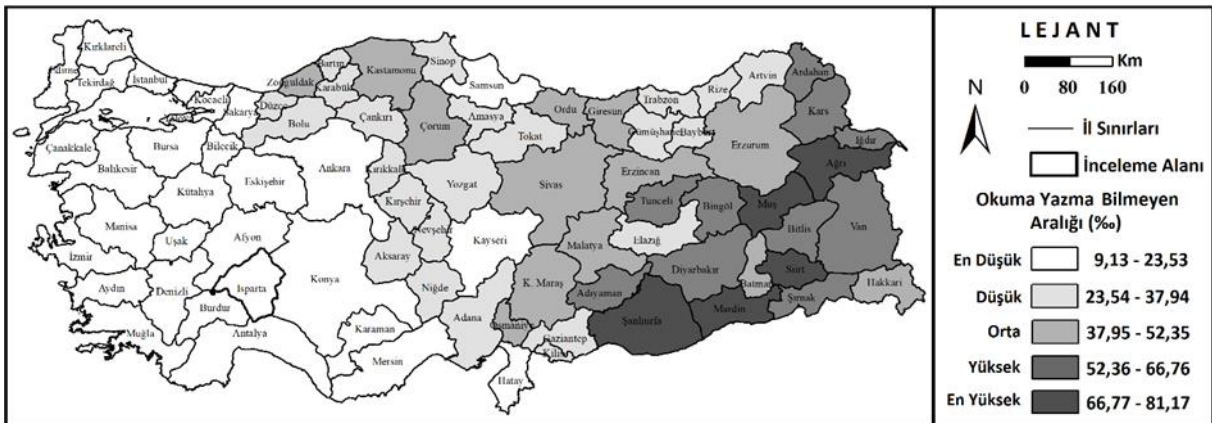 Kırklareli
Edirne
Tekirdağ
İstanbul
Kocaeli
Sakarya
Düzce
Zonguldak
Bartın
Karabük
Kastamonu
Sinop
Samsun
Çanakkale
Balıkesir
Bursa
Bilecik
Bolu
Çankırı
Çorum
Amasya
Tokat
Ordu
Giresun
Trabzon
Rize
Artvin
Ardahan
Kars
Gümüşhane
Bayburt
Erzurum
Iğdır
Ağrı
Kütahya
Eskişehir
Ankara
Kırıkkale
Yozgat
Sivas
Erzincan
Tunceli
Bingöl
Muş
Bitlis
Van
Manisa
İzmir
Uşak
Afyon
Kırşehir
Nevşehir
Kayseri
Malatya
Elazığ
Diyarbakır
Batman
Siirt
Şırnak
Hakkari
Aydın
Denizli
Isparta
Burdur
Konya
Aksaray
Niğde
K. Maraş
Adıyaman
Şanlıurfa
Mardin
Muğla
Antalya
Karaman
Mersin
Adana
Osmaniye
Gaziantep
Kilis
Hatay
LEJANT
Km
0 80 160
N
İl Sınırları
İnceleme Alanı
Okuma Yazma Bilmeyen
Aralığı (‰)
En Düşük 9,13 - 23,53
Düşük 23,54 - 37,94
Orta 37,95 - 52,35
Yüksek 52,36 - 66,76
En Yüksek 66,77 - 81,17